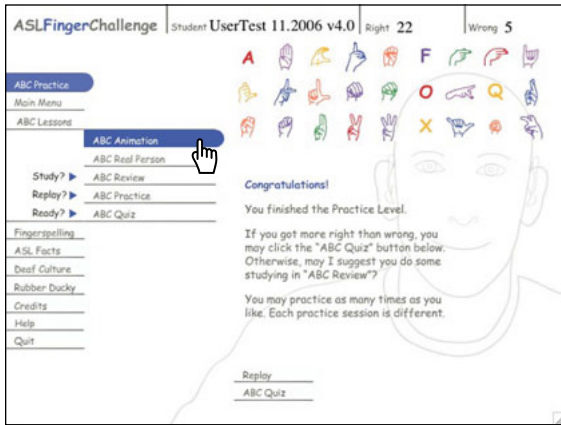 ASLFingerChallenge Student UserTest 11.2006 v4.0 Right 22 Wrong 5
A F
O Q
X
ABC Practice
Main Menu
ABC Lessons
ABC Animation
ABC Real Person
Study? ABC Review
Replay? ABC Practice
Ready? ABC Quiz
Fingerspelling
ASL Facts
Deaf Culture
Rubber Ducky
Credits
Help
Quit
Congratulations!
You finished the Practice Level.
If you got more right than wrong, you
may click the "ABC Quiz" button below.
Otherwise, may I suggest you do some
studying in "ABC Review"?
You may practice as many times as you
like. Each practice session is different.
Replay
ABC Quiz